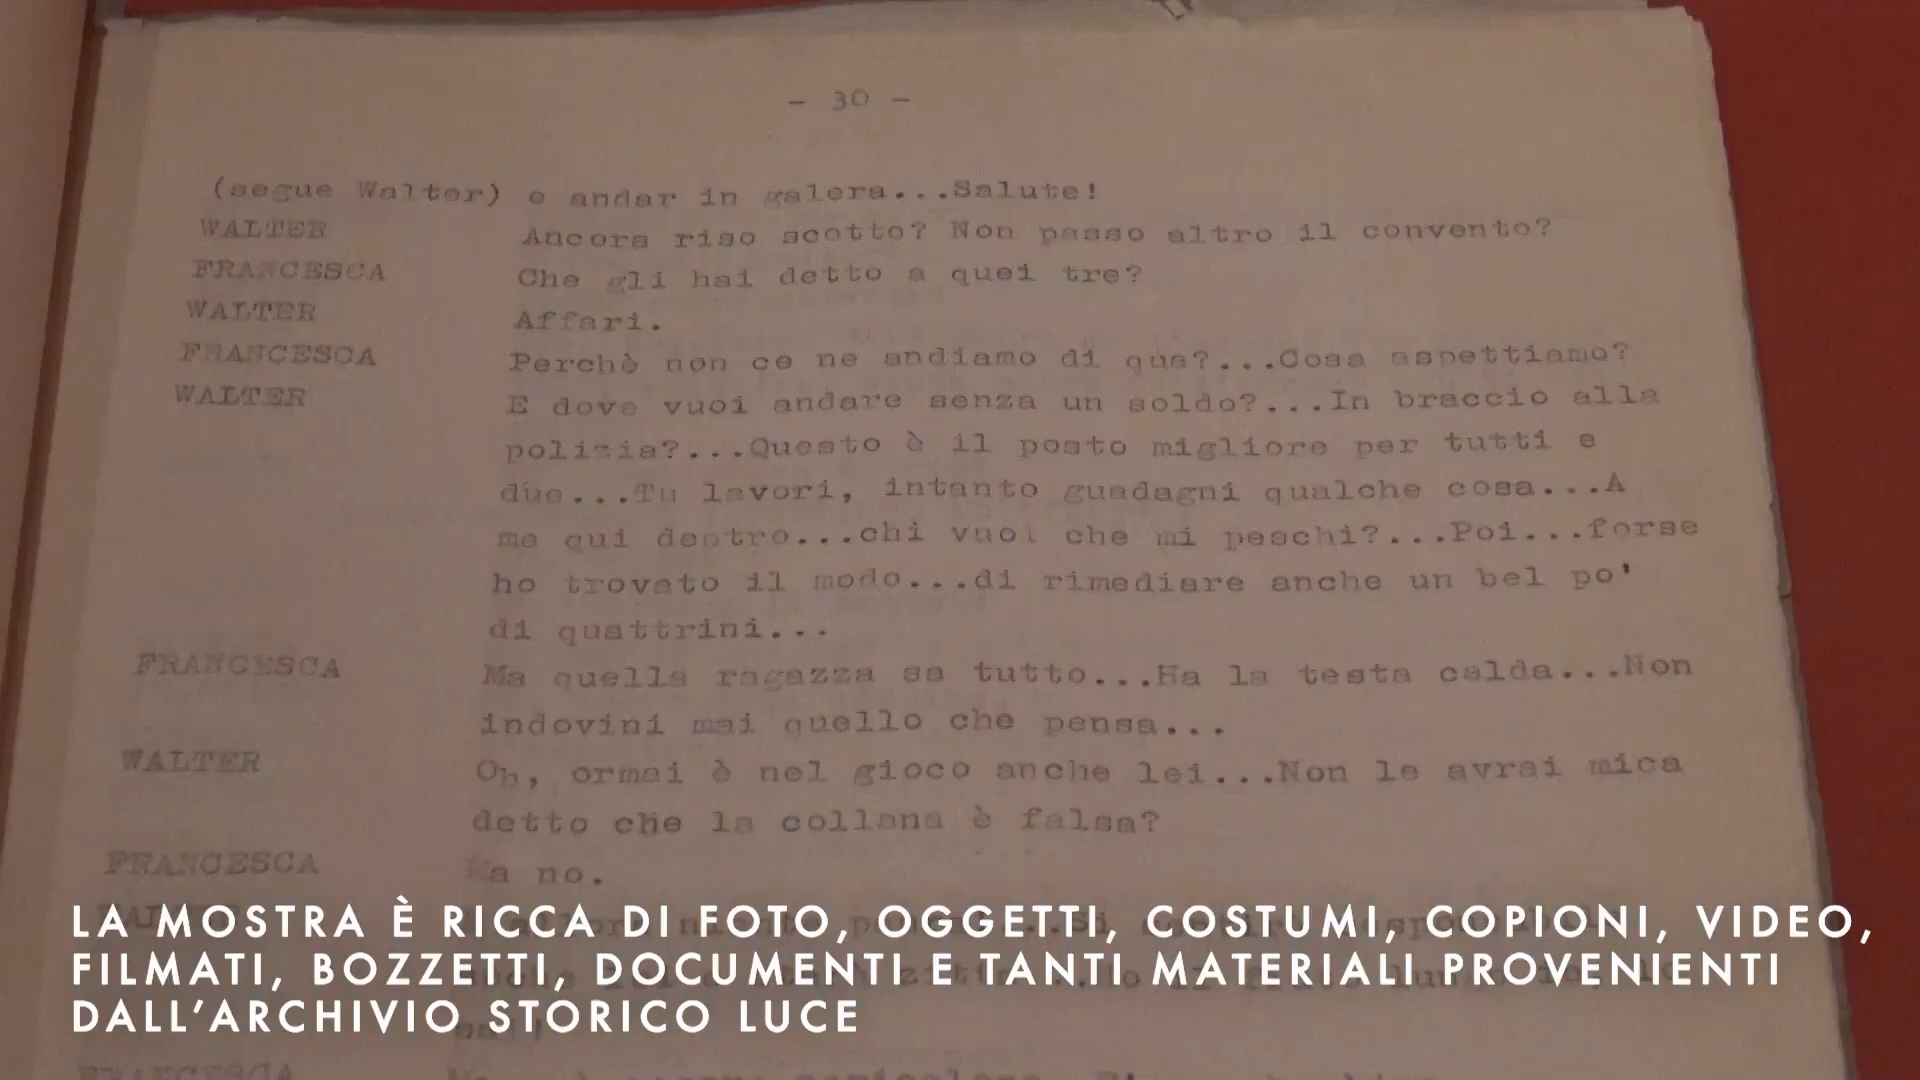 - 30 -
(segue Walter) e andar in galera...Salute!
WALTER Ancora riso scotto? Non passa altro il convento?
FRANCESCA Che gli hai detto a quei tre?
WALTER Affari.
FRANCESCA Perchè non ce ne andiamo di qua?...Cosa aspettiamo?
WALTER E dove vuoi andare senza un soldo?...In braccio alla
polizia?...Questo è il posto migliore per tutti e
due...Tu lavori, intanto guadagni qualche cosa...A
me qui dentro...chi vuoi che mi peschi?...Poi...forse
ho trovato il modo...di rimediare anche un bel po'
di quattrini...
FRANCESCA Ma quella ragazza sa tutto...Ha la testa calda...Non
indovini mai quello che pensa...
WALTER Oh, ormai è nel gioco anche lei...Non le avrai mica
detto che la collana è falsa?
FRANCESCA Ma no.
LA MOSTRA È RICCA DI FOTO, OGGETTI, COSTUMI, COPIONI, VIDEO,
FILMATI, BOZZETTI, DOCUMENTI E TANTI MATERIALI PROVENIENTI
DALL'ARCHIVIO STORICO LUCE
FRANCESCA